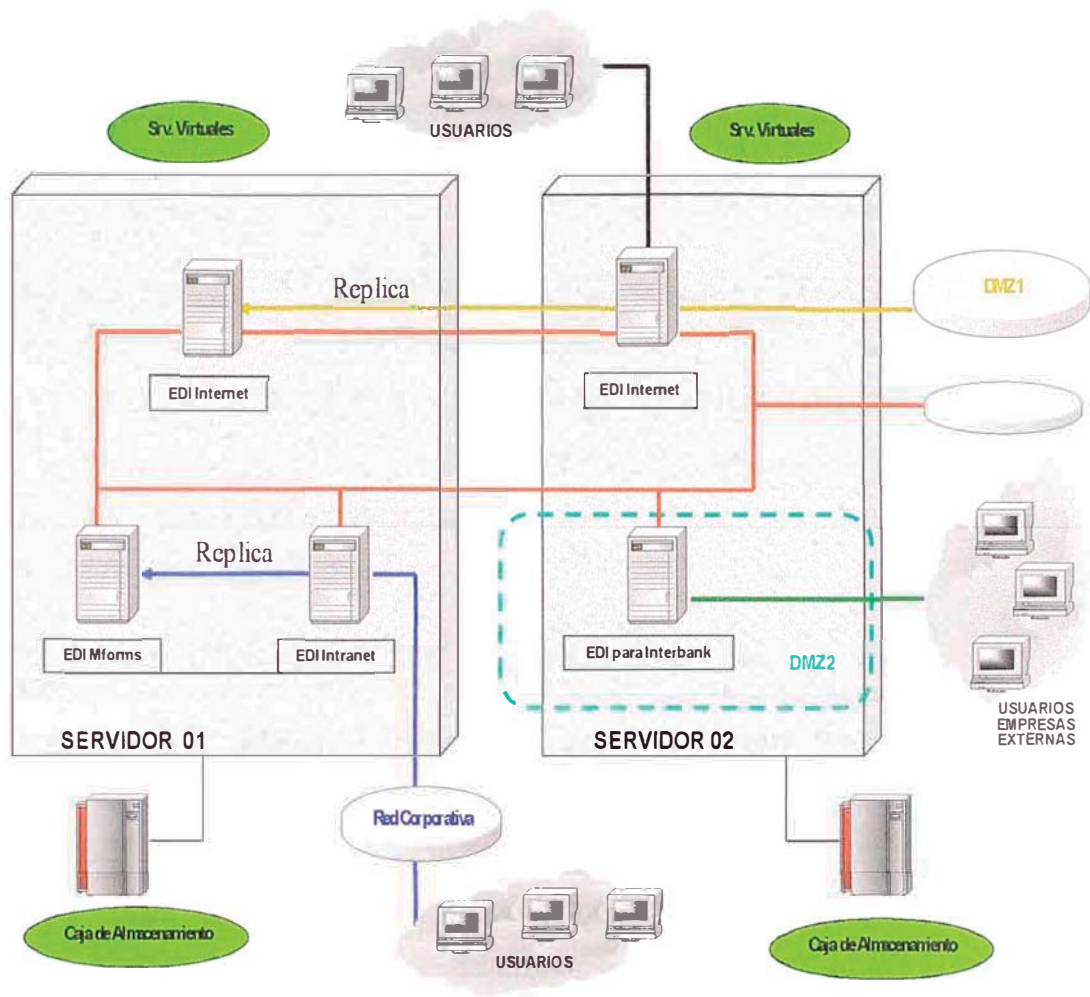 USUARIOS
Srv. Virtuales
Srv. Virtuales
Replica
DMZ1
EDI Internet
EDI Internet
Replica
EDI Mforms
EDI Intranet
EDI para Interbank
DMZ2
USUARIOS
EMPRESAS
EXTERNAS
SERVIDOR 01
SERVIDOR 02
Red Corporativa
Caja de Almacenamiento
Caja de Almacenamiento
USUARIOS